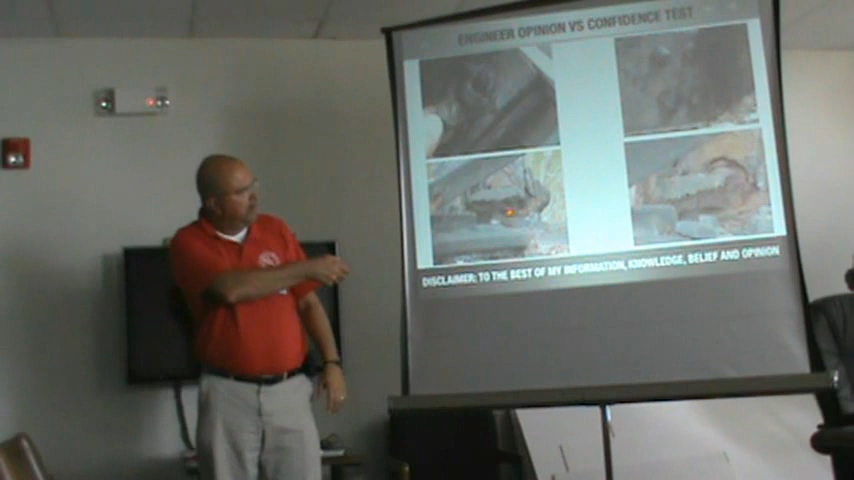 ENGINEER OPINION VS CONFIDENCE TEST
DISCLAIMER: TO THE BEST OF MY INFORMATION, KNOWLEDGE, BELIEF AND OPINION